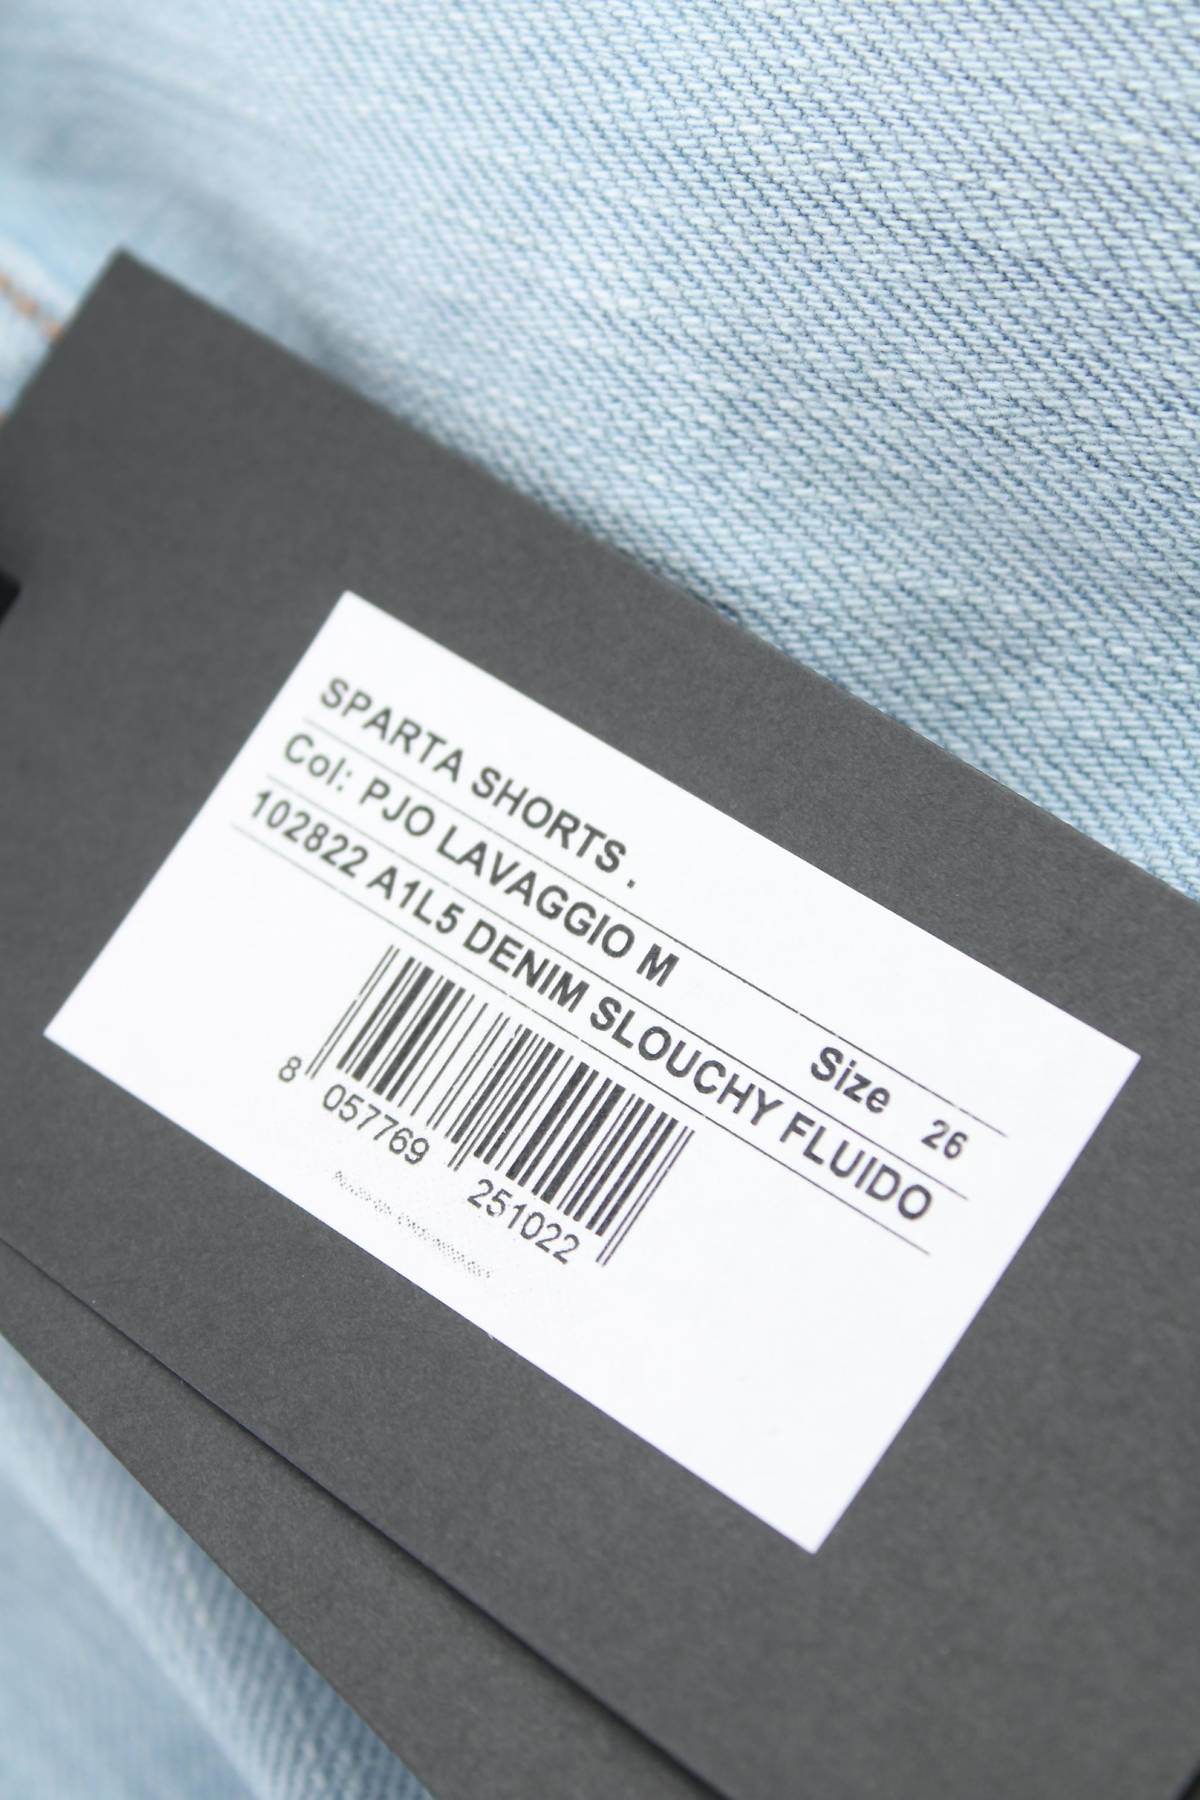 SPARTA SHORTS .
Col: PJO LAVAGGIO M Size 26
102822 A1L5 DENIM SLOUCHY FLUIDO
8 057769 251022